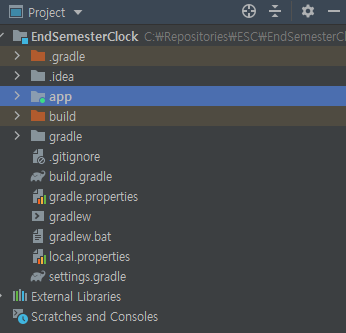 Project
EndSemesterClock C:₩Repositories₩ESC₩EndSemesterCl
.gradle
.idea
app
build
gradle
.gitignore
build.gradle
gradle.properties
gradlew
gradlew.bat
local.properties
settings.gradle
External Libraries
Scratches and Consoles